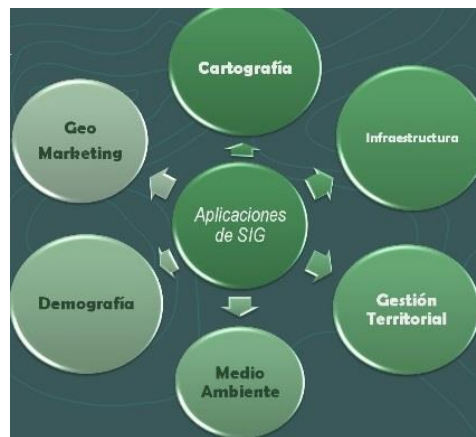 Cartografía
Geo
Marketing
Infraestructura
Aplicaciones
de SIG
Demografía
Gestión
Territorial
Medio
Ambiente